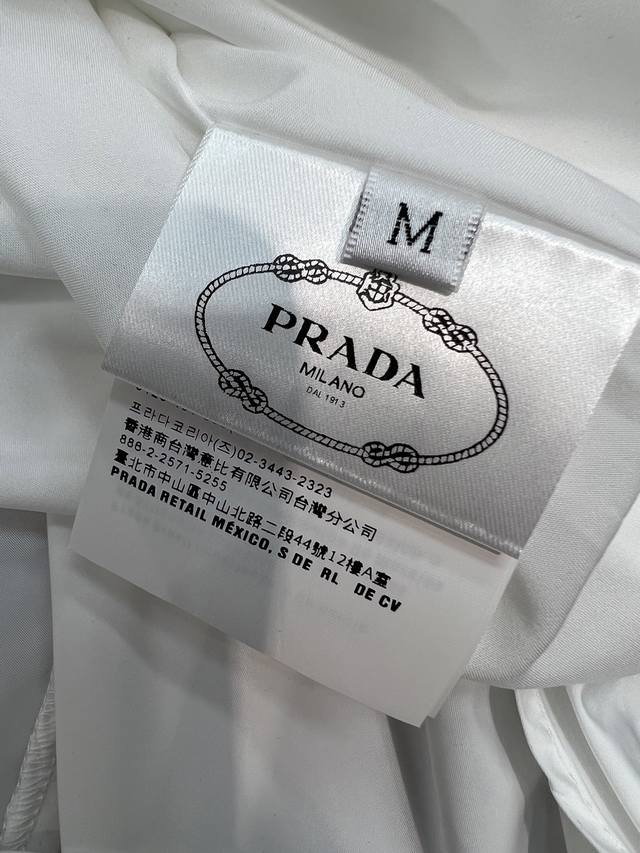 M
PRADA
MILANO
DAL 1913
프라다코리아(즈)02-3443-2323
香港商台灣意比有限公司台灣分公司
888-2-2571-5255
臺北市中山區中山北路二段44號12樓A室
PRADA RETAIL MÉXICO, S DE RL DE CV